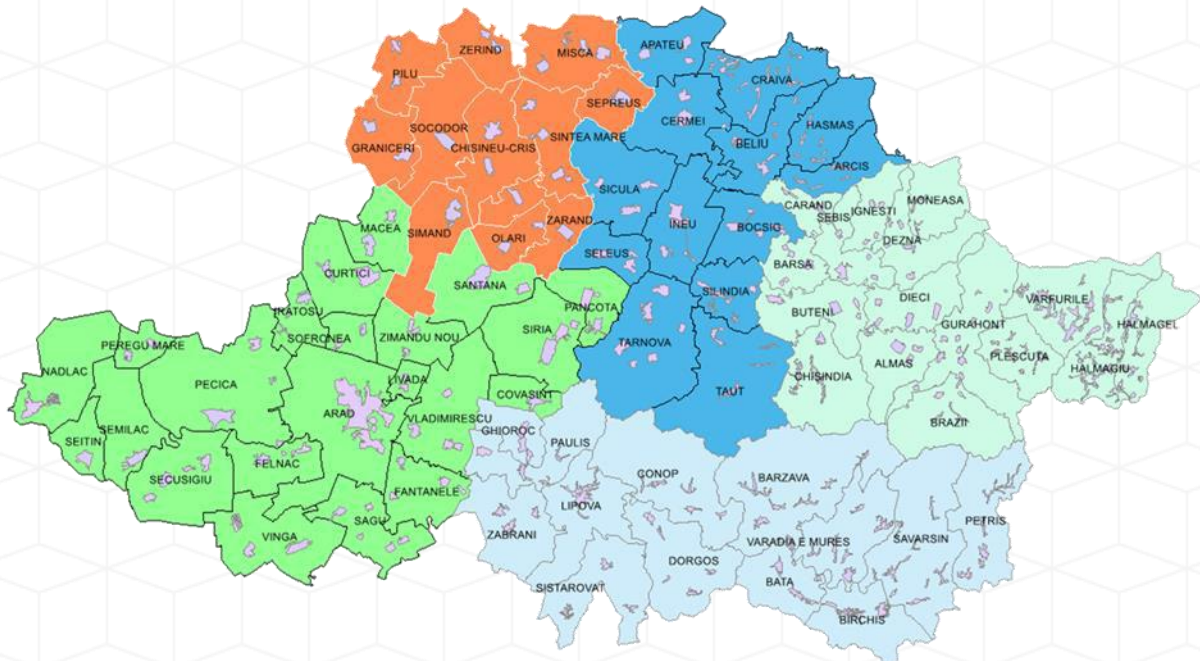 ZERIND
MISCA
APATEU
PILU
CRAIVA
SEPREUS
SOCODOR
CERMEI
HASMAS
GRANICERI
CHISINEU-CRIS
SINTEA MARE
BELIU
ARCIS
SICULA
CARAND
SEBIS
IGNESTI
MONEASA
MACEA
SIMAND
OLARI
ZARAND
INEU
BOCSIG
DEZNA
SELEUS
BARSA
CURTICI
SANTANA
SILINDIA
IRATOSU
PANCOTA
BUTENI
DIECI
VARFURILE
SOFRONEA
ZIMANDU NOU
SIRIA
GURAHONT
HALMAGEL
PEREGU MARE
TARNOVA
PLESCUTA
NADLAC
PECICA
LIVADA
CHISINDIA
ALMAS
HALMAGIU
COVASINT
TAUT
ARAD
VLADIMIRESCU
BRAZII
SEMILAC
GHIOROC
SEITIN
PAULIS
FELNAC
SECUSIGIU
CONOP
BARZAVA
FANTANELE
LIPOVA
SAGU
PETRIS
VINGA
ZABRANI
VARADIA E MURES
SAVARSIN
DORGOS
SISTAROVAT
BATA
BIRCHIS